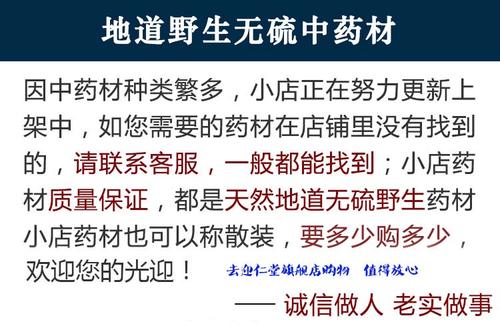 地道野生无硫中药材
因中药材种类繁多，小店正在努力更新上
架中，如您需要的药材在店铺里没有找到
的，请联系客服，一般都能找到；小店药
材质量保证，都是天然地道无硫野生药材
小店药材也可以称散装，要多少购多少，
欢迎您的光迎！ 去迎仁堂旗舰店购物 值得放心
—— 诚信做人 老实做事